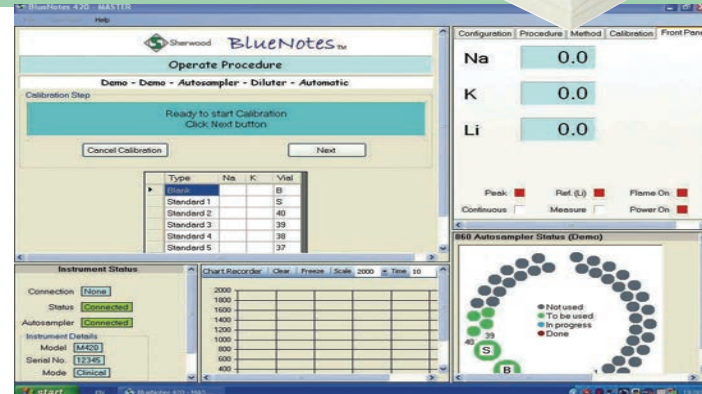 BlueNotes 420 - MASTER
Help
Sherwood BlueNotes TM
Operate Procedure
Demo - Demo - Autosampler - Diluter - Automatic
Calibration Step
Ready to start Calibration
Click Next button
Cancel Calibration Next
Type Na K Vial
Blank B
Standard 1 S
Standard 2 40
Standard 3 39
Standard 4 38
Standard 5 37
Configuration Procedure Method Calibration Front Pane
Na 0.0
K 0.0
Li 0.0
Peak Ref. (Li) Flame On
Continuous Measure Power On
Instrument Status
Connection None
Status Connected
Autosampler Connected
Instrument Details
Model M420
Serial No. 12345
Mode Clinical
Chart Recorder Clear Freeze Scale 2000 Time 10
2000
1800
1600
1400
1200
1000
800
600
400
860 Autosampler Status (Demo)
Not used
To be used
In progress
Done
39
40
S
B
1
start